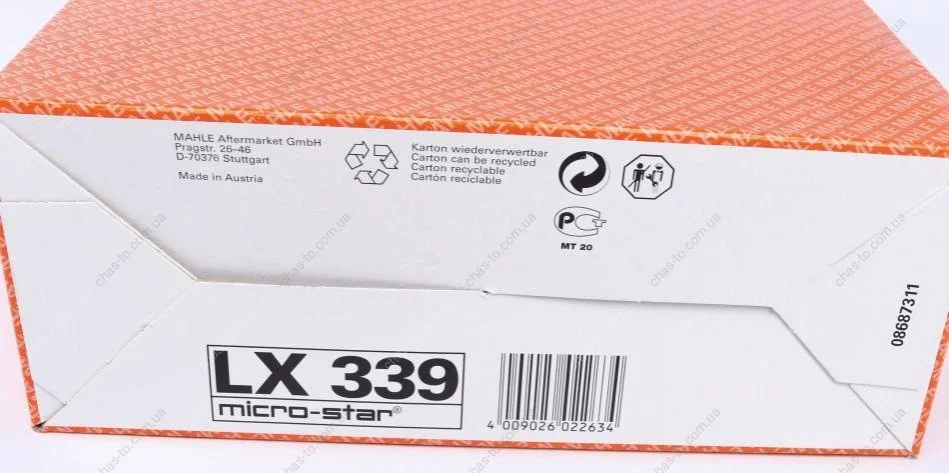 MAHLE Aftermarket GmbH
Pragstr. 26–46
D-70376 Stuttgart
Made in Austria
Karton wiederverwertbar
Carton can be recycled
Carton recyclable
Cartón reciclable
PC+
MT 20
08687311
LX 339
micro-star®
4 009026 022634
chas-to.com.ua